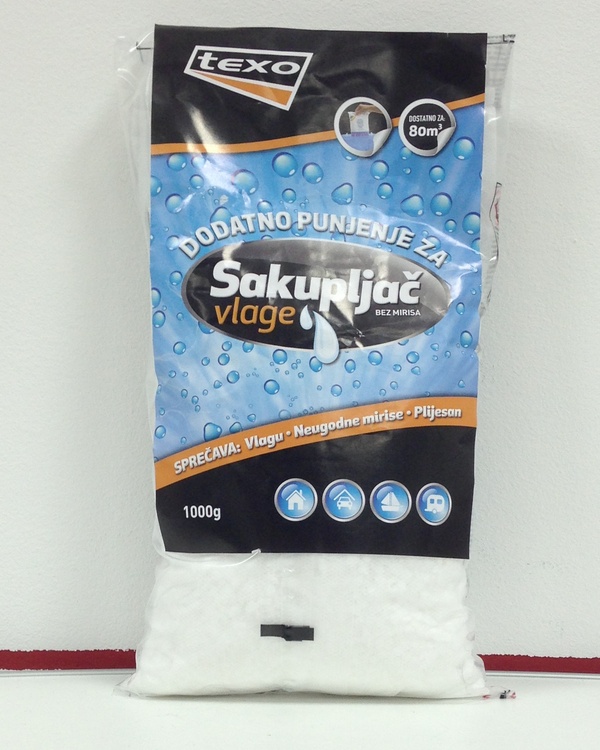 texo
DOSTATNO ZA:
80m³
DODATNO PUNJENJE ZA
Sakupljač
vlage
BEZ MIRISA
SPREČAVA: Vlagu • Neugodne mirise • Plijesan
1000g